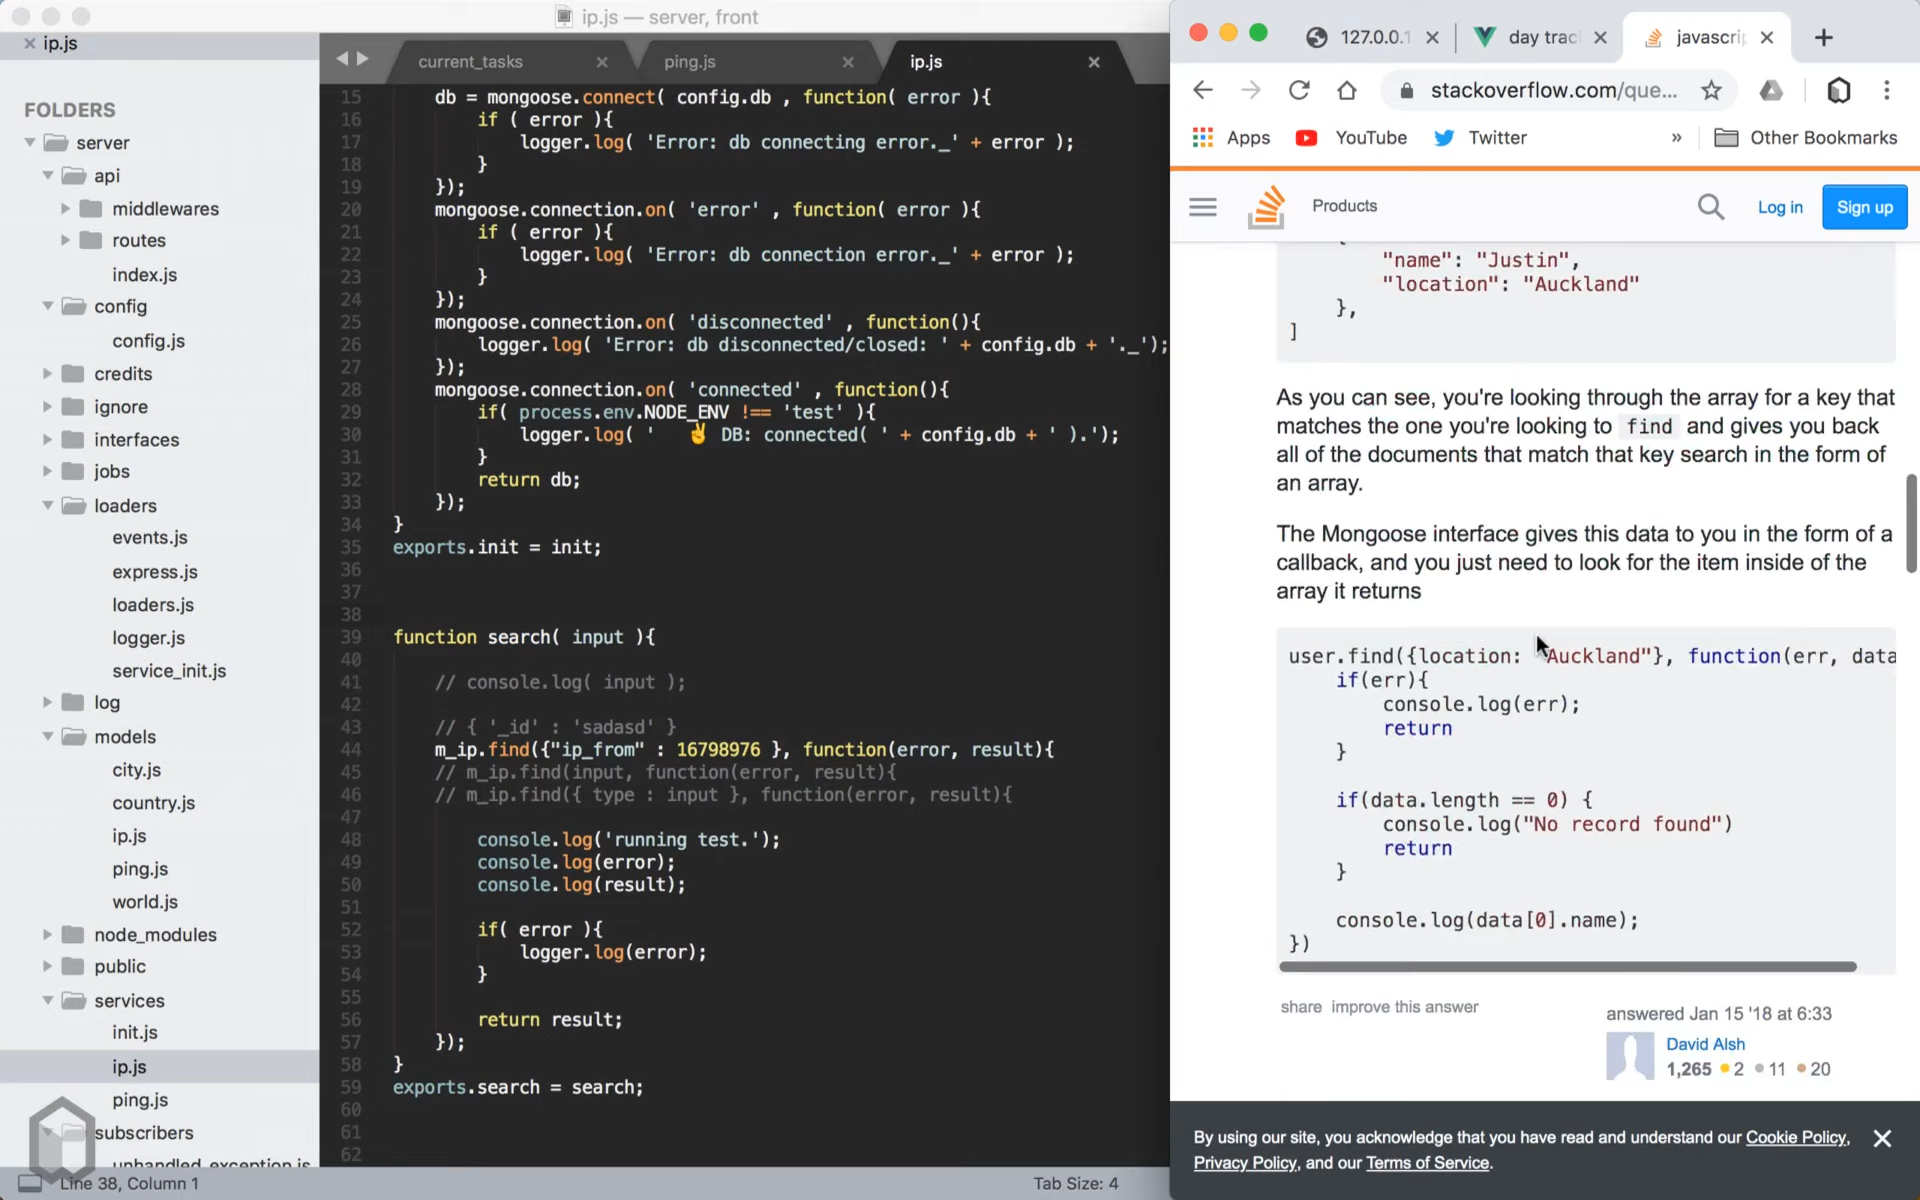 ip.js — server, front
ip.js
FOLDERS
server
api
middlewares
routes
index.js
config
config.js
credits
ignore
interfaces
jobs
loaders
events.js
express.js
loaders.js
logger.js
service_init.js
log
models
city.js
country.js
ip.js
ping.js
world.js
node_modules
public
services
init.js
ip.js
ping.js
subscribers
unhandled_exception.js
Line 38, Column 1
Tab Size: 4
current_tasks
ping.js
ip.js
15 db = mongoose.connect( config.db , function( error ){
16 if ( error ){
17 logger.log( 'Error: db connecting error._' + error );
18 }
19 });
20 mongoose.connection.on( 'error' , function( error ){
21 if ( error ){
22 logger.log( 'Error: db connection error._' + error );
23 }
24 });
25 mongoose.connection.on( 'disconnected' , function(){
26 logger.log( 'Error: db disconnected/closed: ' + config.db + '._');
27 });
28 mongoose.connection.on( 'connected' , function(){
29 if( process.env.NODE_ENV !== 'test' ){
30 logger.log( ' ✌ DB: connected( ' + config.db + ' ).');
31 }
32 return db;
33 });
34 }
35 exports.init = init;
36
37
38
39 function search( input ){
40
41 // console.log( input );
42
43 // { '_id' : 'sadasd' }
44 m_ip.find({"ip_from" : 16798976 }, function(error, result){
45 // m_ip.find(input, function(error, result){
46 // m_ip.find({ type : input }, function(error, result){
47
48 console.log('running test.');
49 console.log(error);
50 console.log(result);
51
52 if( error ){
53 logger.log(error);
54 }
55
56 return result;
57 });
58 }
59 exports.search = search;
60
61
62
127.0.0.1
day trac
javascrip
stackoverflow.com/que...
Apps
YouTube
Twitter
»
Other Bookmarks
Products
Log in
Sign up
{
"name": "Justin",
"location": "Auckland"
},
]
As you can see, you're looking through the array for a key that
matches the one you're looking to find and gives you back
all of the documents that match that key search in the form of
an array.
The Mongoose interface gives this data to you in the form of a
callback, and you just need to look for the item inside of the
array it returns
user.find({location: "Auckland"}, function(err, data
if(err){
console.log(err);
return
}
if(data.length == 0) {
console.log("No record found")
return
}
console.log(data[0].name);
})
share improve this answer
answered Jan 15 '18 at 6:33
David Alsh
1,265 2 11 20
By using our site, you acknowledge that you have read and understand our Cookie Policy,
Privacy Policy, and our Terms of Service.